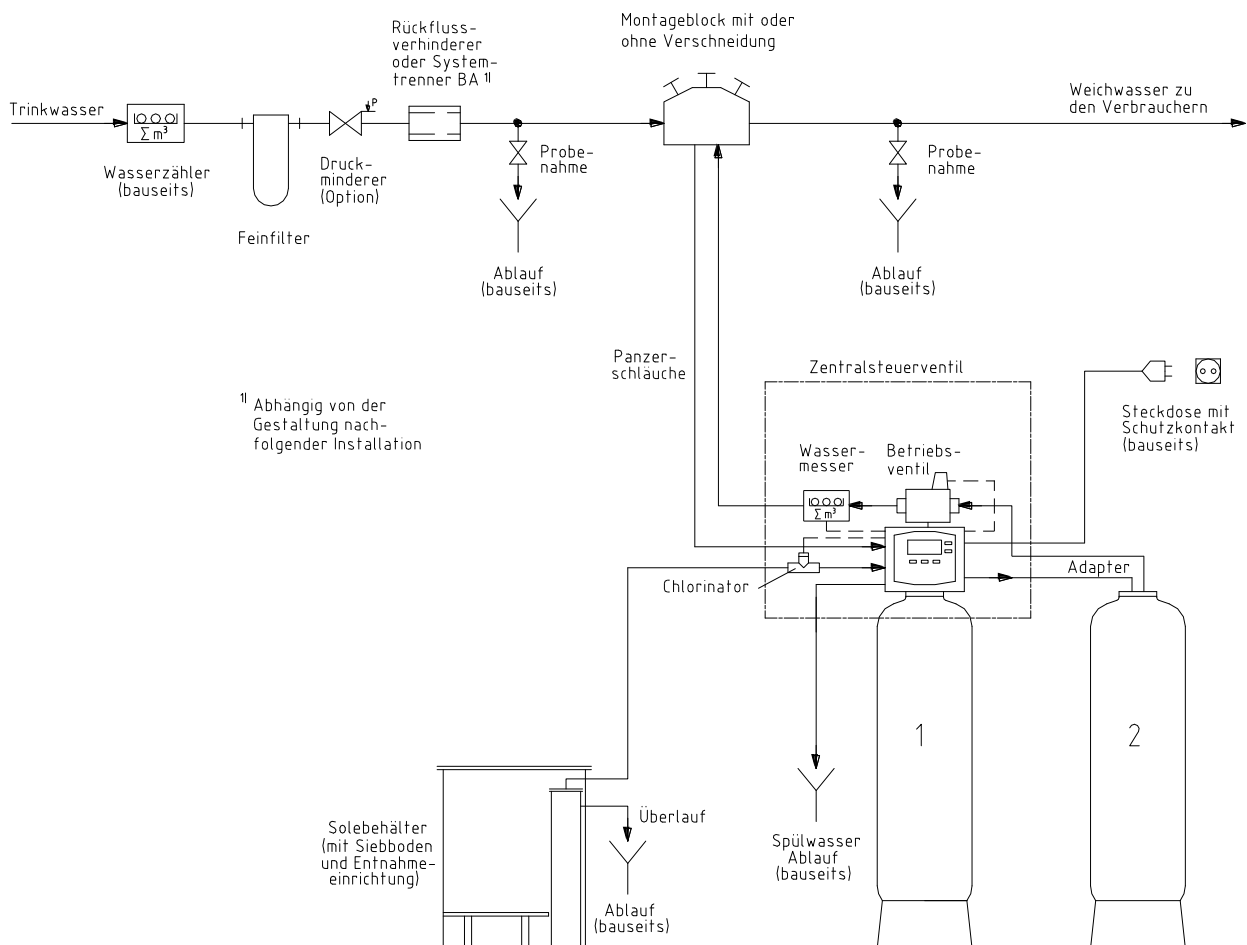 Trinkwasser
Σ m³
Wasserzähler
(bauseits)
Feinfilter
P
Druck-
minderer
(Option)
Rückfluss-
verhinderer
oder System-
trenner BA 1)
Probe-
nahme
Ablauf
(bauseits)
Montageblock mit oder
ohne Verschneidung
Weichwasser zu
den Verbrauchern
Probe-
nahme
Ablauf
(bauseits)
1) Abhängig von der
Gestaltung nach-
folgender Installation
Panzer-
schläuche
Zentralsteuerventil
Wasser-
messer
Σ m³
Betriebs-
ventil
Steckdose mit
Schutzkontakt
(bauseits)
Chlorinator
Adapter
1
2
Solebehälter
(mit Siebboden
und Entnahme-
einrichtung)
Überlauf
Ablauf
(bauseits)
Spülwasser
Ablauf
(bauseits)